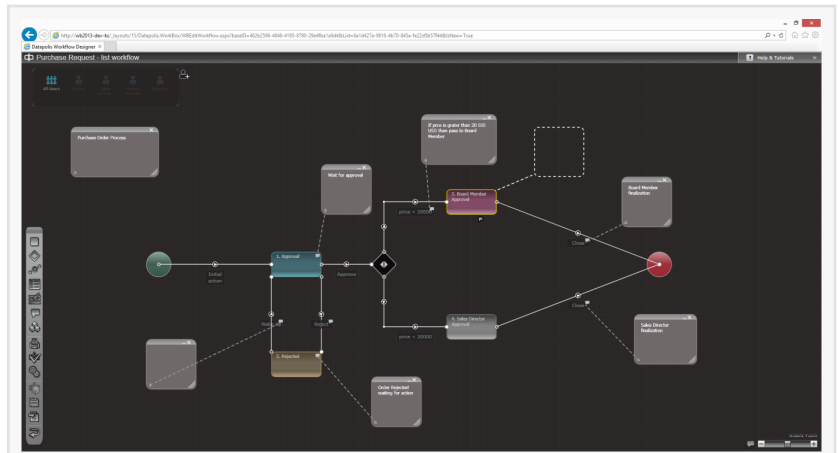 Datapolis Workflow Designer
Purchase Request - list workflow
Help & Tutorials
All Users
Purchase Order Process
If price is grater than 20 000
USD than pass to Board
Member
Wait for approval
3. Board Member
Approval
Board Member
finalization
price < 20000
Close
1. Approval
Initial
action
Approve
Reject
Close
4. Sales Director
Approval
price < 20000
Sales Director
finalization
2. Rejected
Order Rejected
waiting for action